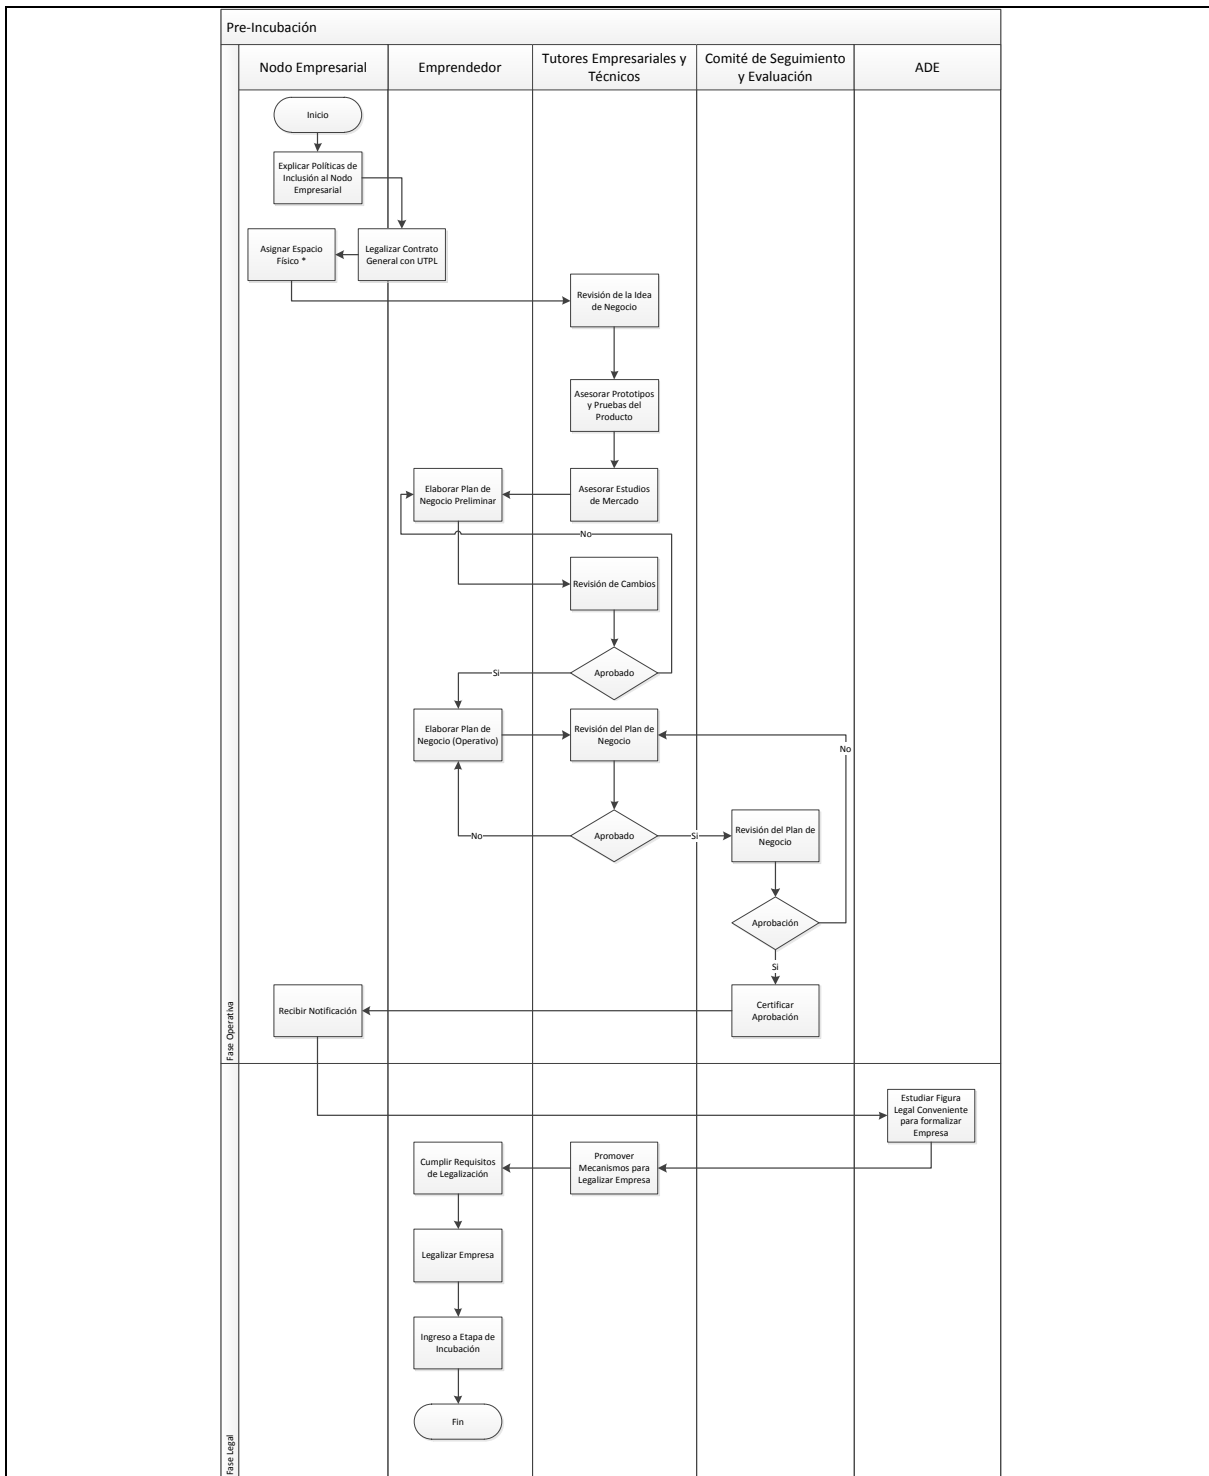 Pre-Incubación
Nodo Empresarial
Emprendedor
Tutores Empresariales y
Técnicos
Comité de Seguimiento
y Evaluación
ADE
Inicio
Explicar Políticas de
Inclusión al Nodo
Empresarial
Asignar Espacio
Físico *
Legalizar Contrato
General con UTPL
Revisión de la Idea
de Negocio
Asesorar Prototipos
y Pruebas del
Producto
Elaborar Plan de
Negocio Preliminar
Asesorar Estudios
de Mercado
No
Revisión de Cambios
Aprobado
Si
Elaborar Plan de
Negocio (Operativo)
Revisión del Plan de
Negocio
No
Aprobado
No
Si
Revisión del Plan de
Negocio
Aprobación
Si
Certificar
Aprobación
Recibir Notificación
Fase Operativa
Estudiar Figura
Legal Conveniente
para formalizar
Empresa
Cumplir Requisitos
de Legalización
Promover
Mecanismos para
Legalizar Empresa
Legalizar Empresa
Ingreso a Etapa de
Incubación
Fin
Fase Legal